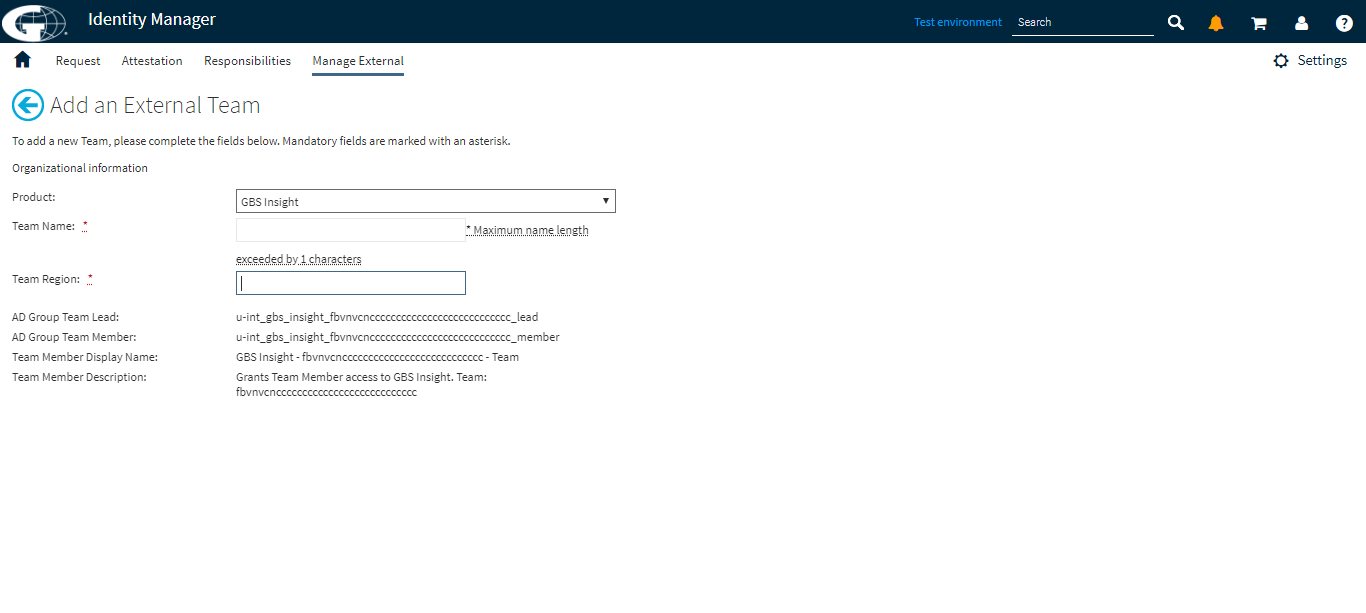 Identity Manager
Test environment
Search
Request
Attestation
Responsibilities
Manage External
Settings
Add an External Team
To add a new Team, please complete the fields below. Mandatory fields are marked with an asterisk.
Organizational information
Product:
GBS Insight
Team Name: *
* Maximum name length
exceeded by 1 characters
Team Region: *
AD Group Team Lead:
u-int_gbs_insight_fbvnvcnccccccccccccccccccccccccccc_lead
AD Group Team Member:
u-int_gbs_insight_fbvnvcnccccccccccccccccccccccccccc_member
Team Member Display Name:
GBS Insight - fbvnvcnccccccccccccccccccccccccccc - Team
Team Member Description:
Grants Team Member access to GBS Insight. Team:
fbvnvcnccccccccccccccccccccccccccc